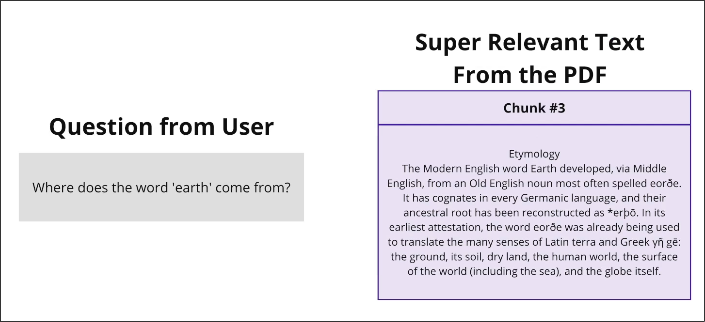 Question from User
Where does the word 'earth' come from?
Super Relevant Text
From the PDF
Chunk #3
Etymology
The Modern English word Earth developed, via Middle
English, from an Old English noun most often spelled eorðe.
It has cognates in every Germanic language, and their
ancestral root has been reconstructed as *erþō. In its
earliest attestation, the word eorðe was already being used
to translate the many senses of Latin terra and Greek γῆ gē:
the ground, its soil, dry land, the human world, the surface
of the world (including the sea), and the globe itself.